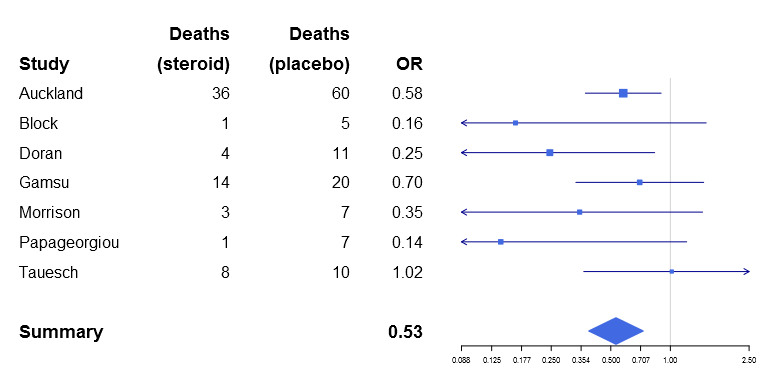 Deaths Deaths
Study (steroid) (placebo) OR
Auckland 36 60 0.58
Block 1 5 0.16
Doran 4 11 0.25
Gamsu 14 20 0.70
Morrison 3 7 0.35
Papageorgiou 1 7 0.14
Tauesch 8 10 1.02
Summary 0.53
0.088 0.125 0.177 0.250 0.354 0.500 0.707 1.00 2.50